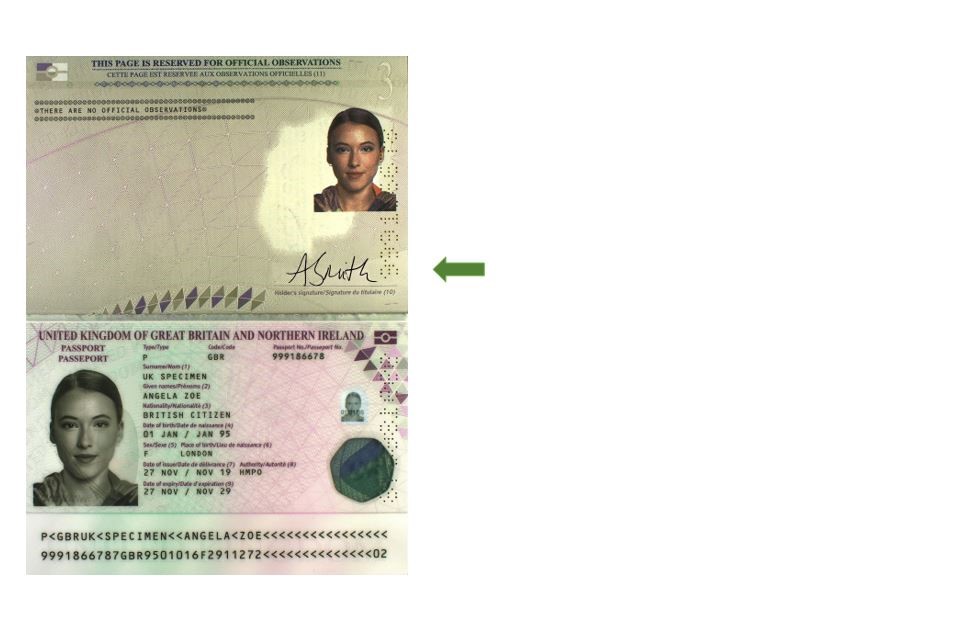 THIS PAGE IS RESERVED FOR OFFICIAL OBSERVATIONS
CETTE PAGE EST RESERVEE AUX OBSERVATIONS OFFICIELLES (11)
3
THERE ARE NO OFFICIAL OBSERVATIONS
A Smith
Holder's signature/Signature du titulaire (10)
UNITED KINGDOM OF GREAT BRITAIN AND NORTHERN IRELAND
PASSPORT
PASSEPORT
Type/Type Code/Code Passport No./Passeport No.
P GBR 999186678
Surname/Nom (1)
UK SPECIMEN
Given names/Prénoms (2)
ANGELA ZOE
Nationality/Nationalité (3)
BRITISH CITIZEN
Date of birth/Date de naissance (4)
01 JAN / JAN 95
Sex/Sexe (5) Place of birth/Lieu de naissance (6)
F LONDON
Date of issue/Date de délivrance (7) Authority/Autorité (8)
27 NOV / NOV 19 HMPO
Date of expiry/Date d'expiration (9)
27 NOV / NOV 29
P<GBRUK<SPECIMEN<<ANGELA<ZOE<<<<<<<<<<<<<<<<
9991866787GBR9501016F2911272<<<<<<<<<<<<<<02